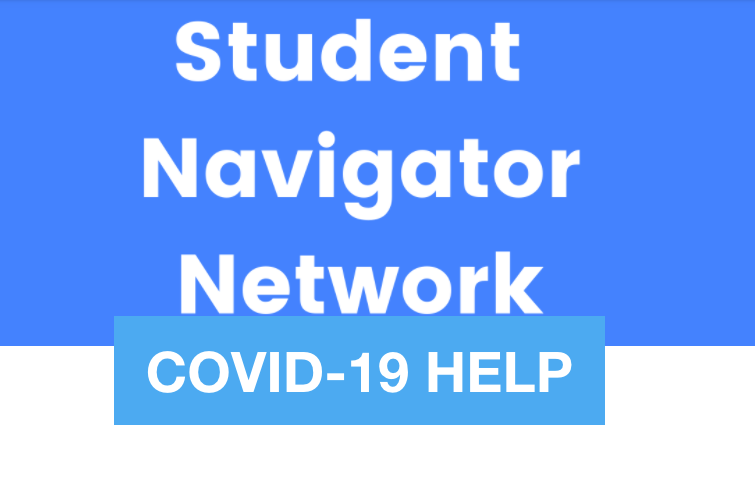 Student
Navigator
Network
COVID-19 HELP